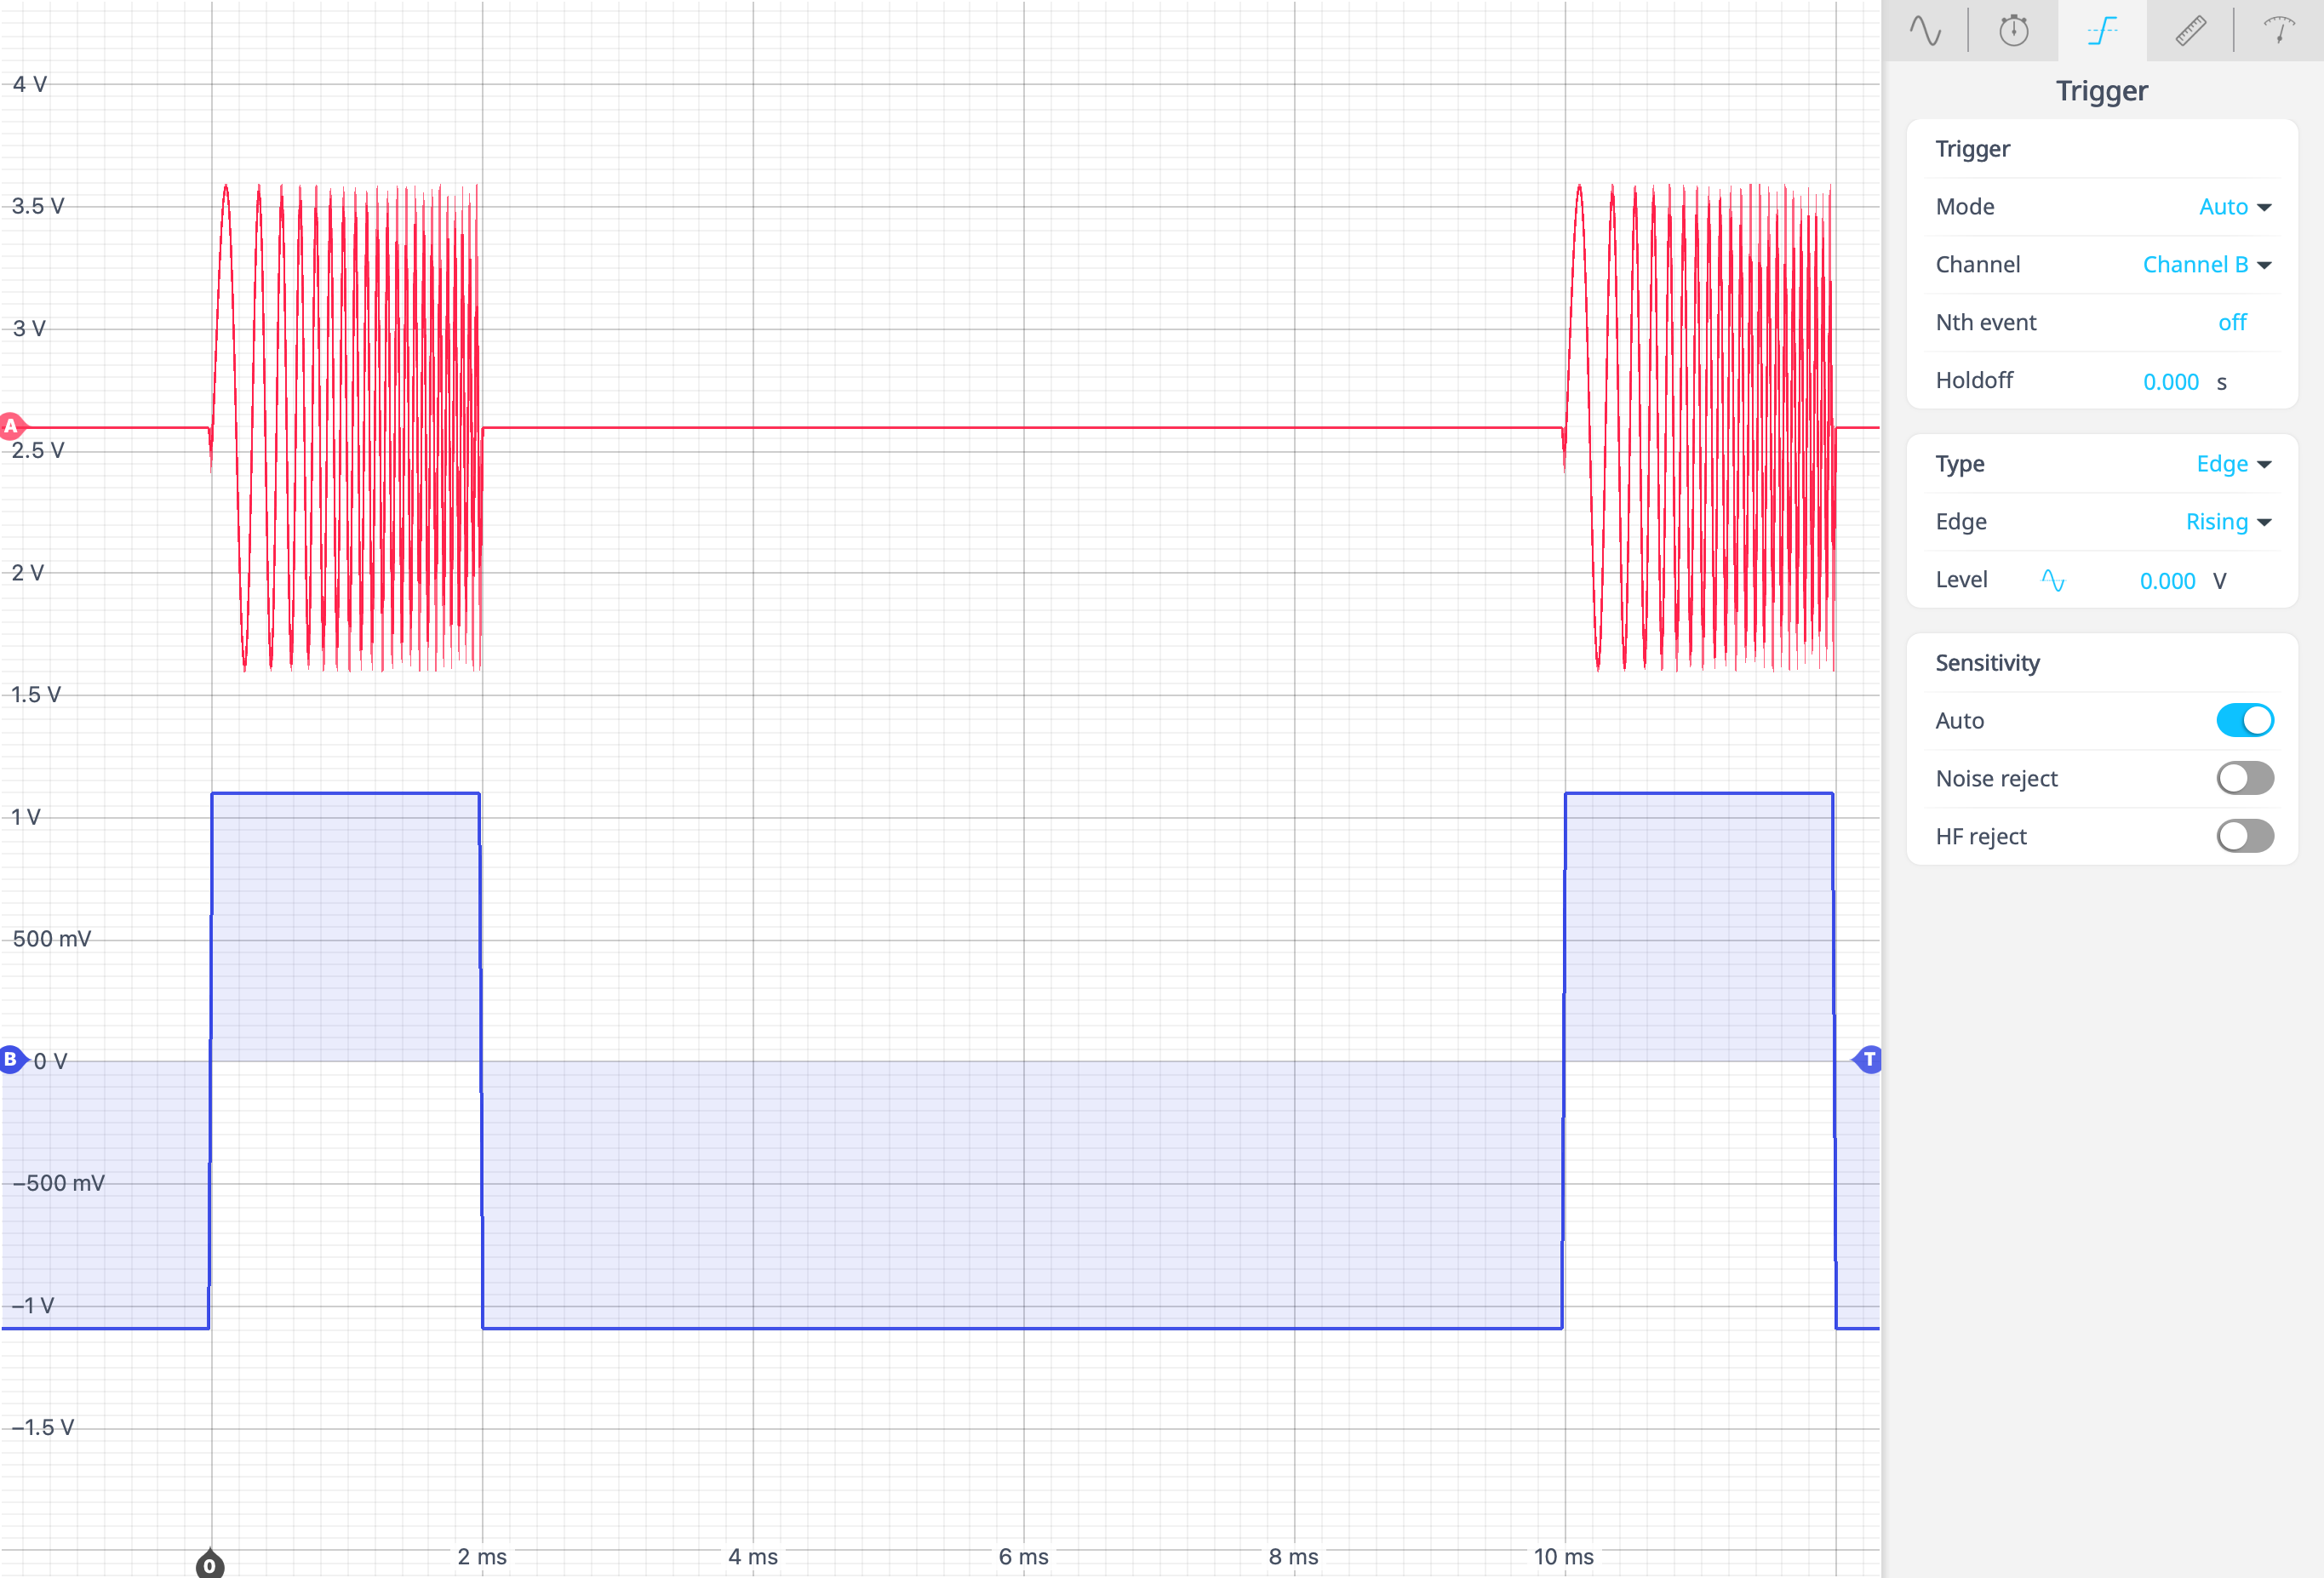 Trigger
4 V
3.5 V
3 V
A
2.5 V
2 V
1.5 V
1 V
500 mV
B
0 V
T
−500 mV
−1 V
−1.5 V
0
2 ms
4 ms
6 ms
8 ms
10 ms
Trigger
Mode Auto
Channel Channel B
Nth event off
Holdoff 0.000 s
Type Edge
Edge Rising
Level 0.000 V
Sensitivity
Auto
Noise reject
HF reject